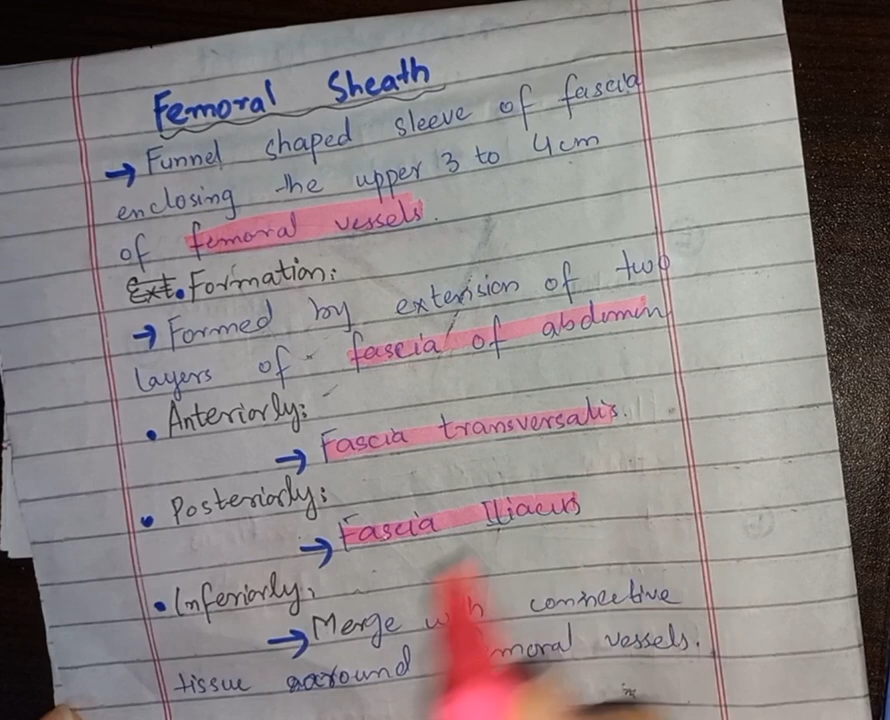 Femoral Sheath
→ Funnel shaped sleeve of fascia
enclosing the upper 3 to 4cm
of femoral vessels.
Ext. Formation:
→ Formed by extension of two
layers of fascia of abdomin
• Anteriorly:
→ Fascia transversalis.
• Posteriorly:
→ Fascia Iliacus
• Inferiorly:
→ Merge connective
tissue around vessels.